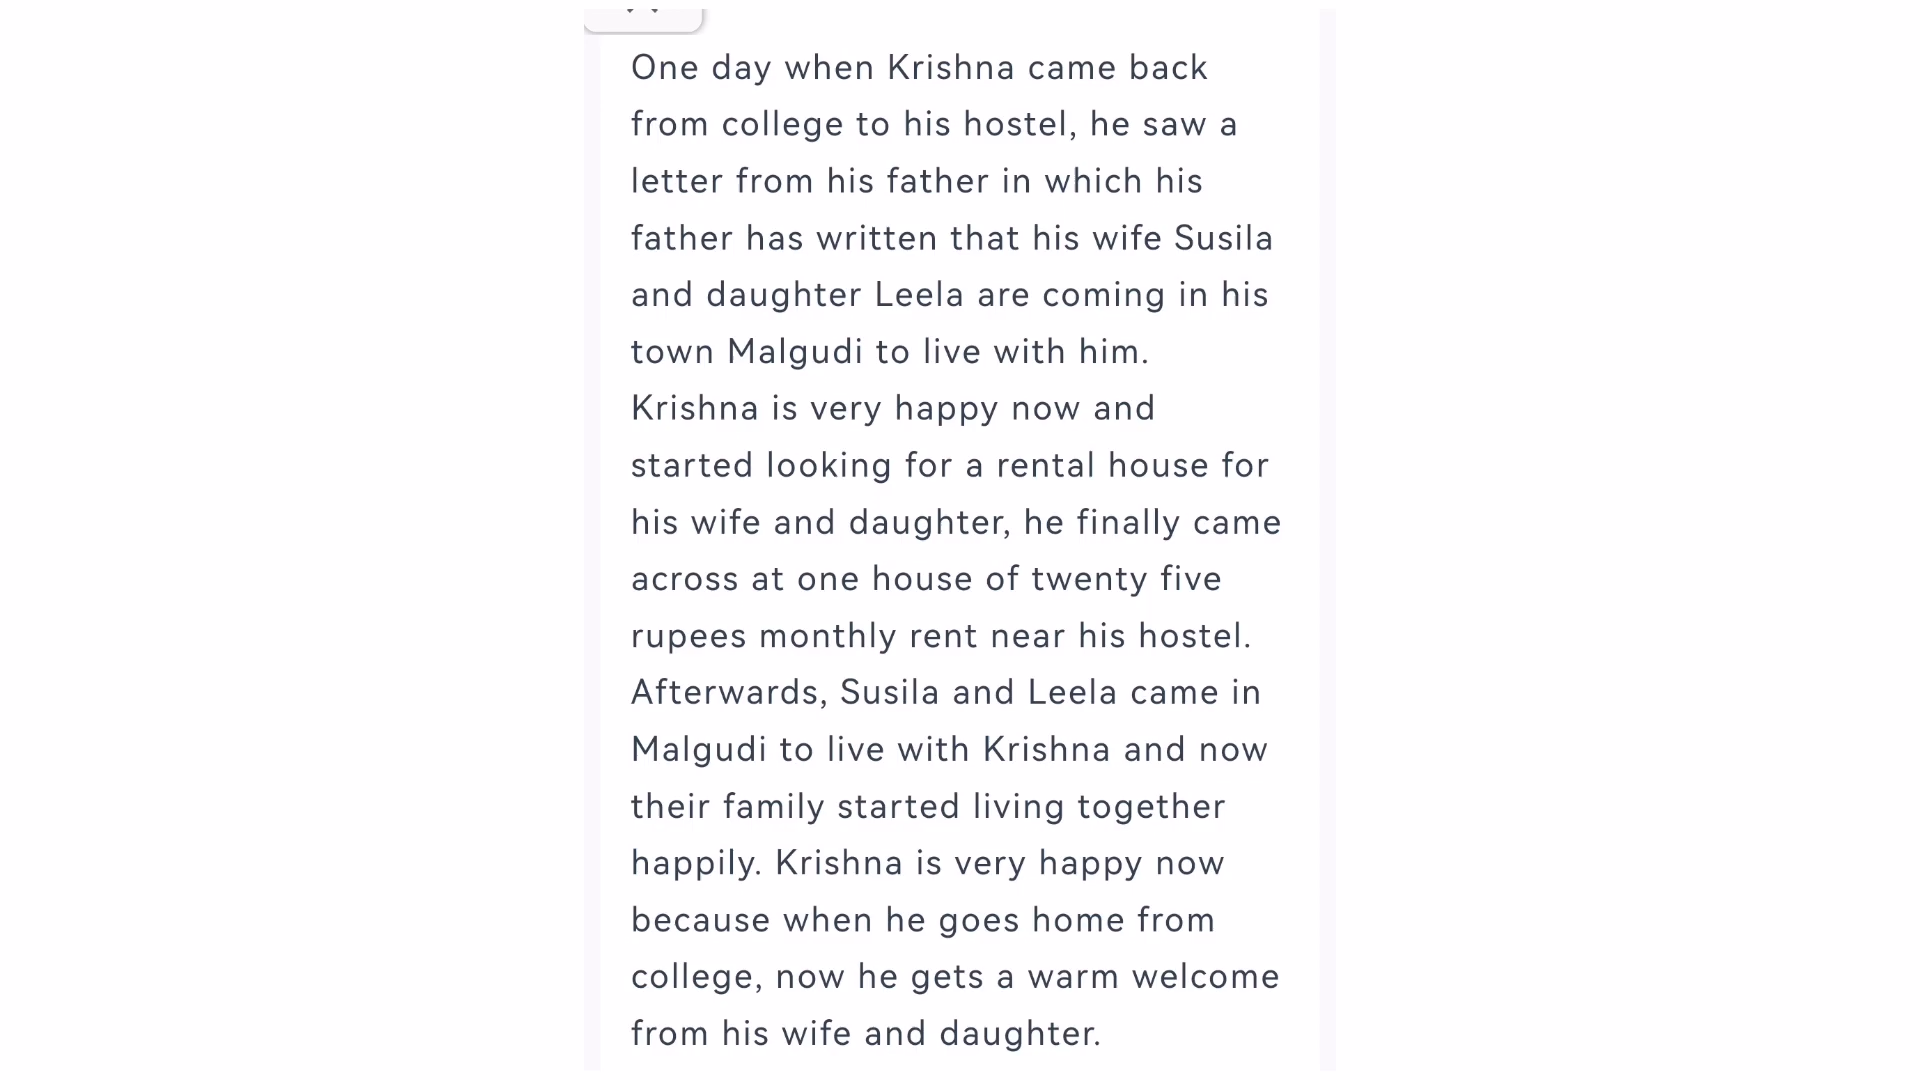 One day when Krishna came back
from college to his hostel, he saw a
letter from his father in which his
father has written that his wife Susila
and daughter Leela are coming in his
town Malgudi to live with him.
Krishna is very happy now and
started looking for a rental house for
his wife and daughter, he finally came
across at one house of twenty five
rupees monthly rent near his hostel.
Afterwards, Susila and Leela came in
Malgudi to live with Krishna and now
their family started living together
happily. Krishna is very happy now
because when he goes home from
college, now he gets a warm welcome
from his wife and daughter.